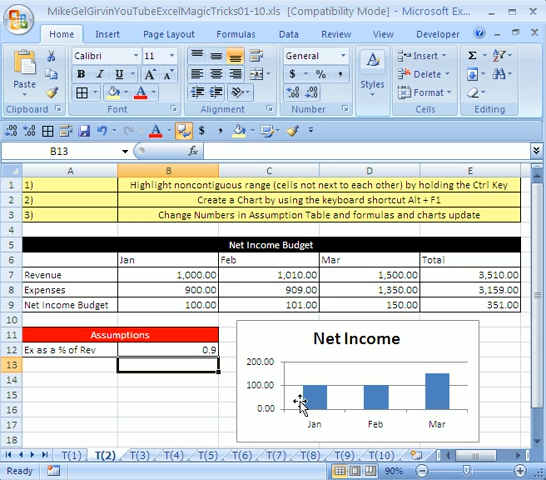 MikeGelGirvinYouTubeExcelMagicTricks01-10.xls [Compatibility Mode] - Microsoft Ex...
Home Insert Page Layout Formulas Data Review View Developer
Paste
Calibri 11
B I U A A
General
$ % ,
Styles
Insert
Delete
Format
Σ
Clipboard Font Alignment Number Cells Editing
B13 fx
A B C D E
1 1) Highlight noncontiguous range (cells not next to each other) by holding the Ctrl Key
2 2) Create a Chart by using the keyboard shortcut Alt + F1
3 3) Change Numbers in Assumption Table and formulas and charts update
4
5 Net Income Budget
6 Jan Feb Mar Total
7 Revenue 1,000.00 1,010.00 1,500.00 3,510.00
8 Expenses 900.00 909.00 1,350.00 3,159.00
9 Net Income Budget 100.00 101.00 150.00 351.00
10
11 Assumptions
12 Ex as a % of Rev 0.9
13
14
15
16
17
18
Net Income
200.00
100.00
0.00
Jan Feb Mar
T(1) T(2) T(3) T(4) T(5) T(6) T(7) T(8) T(9) T(10)
Ready 90%